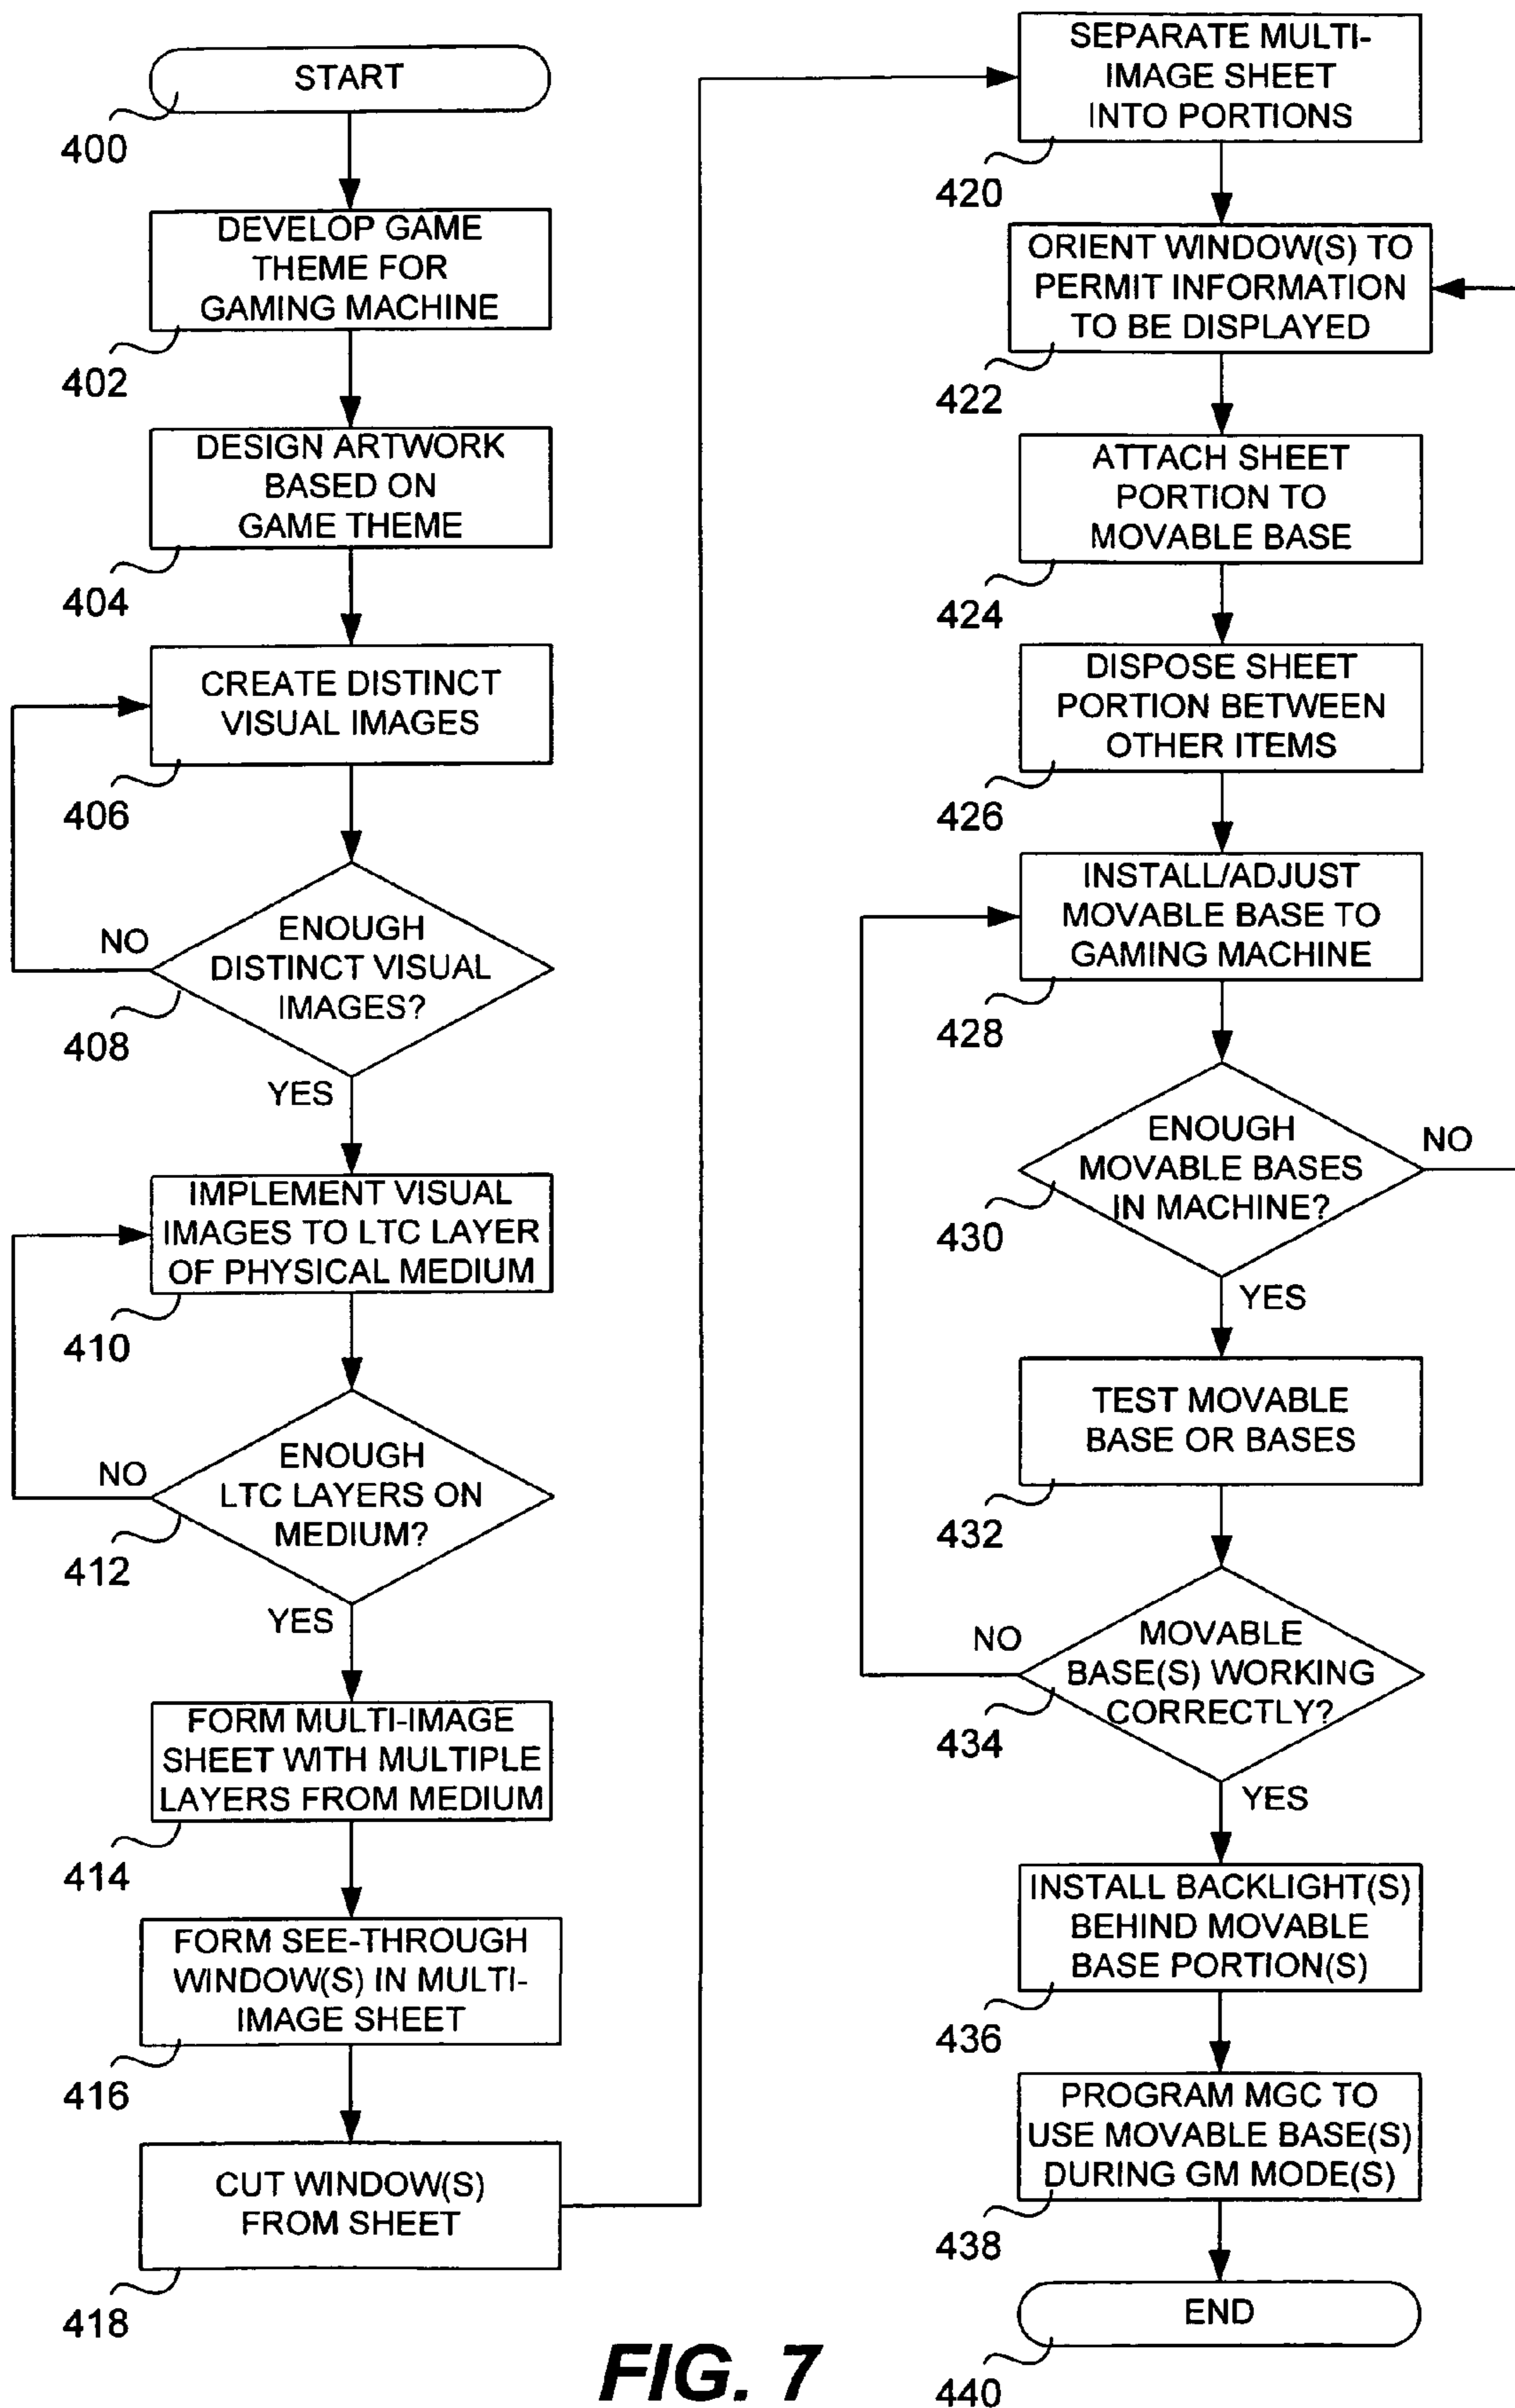 START
400
DEVELOP GAME
THEME FOR
GAMING MACHINE
402
DESIGN ARTWORK
BASED ON
GAME THEME
404
CREATE DISTINCT
VISUAL IMAGES
406
ENOUGH
DISTINCT VISUAL
IMAGES?
NO
408
YES
IMPLEMENT VISUAL
IMAGES TO LTC LAYER
OF PHYSICAL MEDIUM
410
ENOUGH
LTC LAYERS ON
MEDIUM?
NO
412
YES
FORM MULTI-IMAGE
SHEET WITH MULTIPLE
LAYERS FROM MEDIUM
414
FORM SEE-THROUGH
WINDOW(S) IN MULTI-
IMAGE SHEET
416
CUT WINDOW(S)
FROM SHEET
418
SEPARATE MULTI-
IMAGE SHEET
INTO PORTIONS
420
ORIENT WINDOW(S) TO
PERMIT INFORMATION
TO BE DISPLAYED
422
ATTACH SHEET
PORTION TO
MOVABLE BASE
424
DISPOSE SHEET
PORTION BETWEEN
OTHER ITEMS
426
INSTALL/ADJUST
MOVABLE BASE TO
GAMING MACHINE
428
ENOUGH
MOVABLE BASES
IN MACHINE?
NO
430
YES
TEST MOVABLE
BASE OR BASES
432
MOVABLE
BASE(S) WORKING
CORRECTLY?
NO
434
YES
INSTALL BACKLIGHT(S)
BEHIND MOVABLE
BASE PORTION(S)
436
PROGRAM MGC TO
USE MOVABLE BASE(S)
DURING GM MODE(S)
438
END
440
FIG. 7